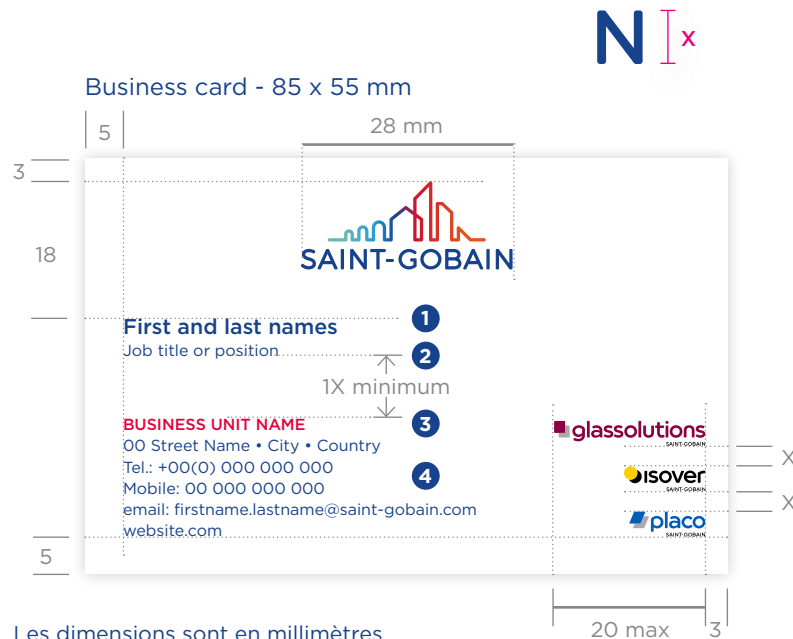 N x
Business card - 85 x 55 mm
5
28 mm
3
18
SAINT-GOBAIN
First and last names
1
Job title or position
2
1X minimum
BUSINESS UNIT NAME
3
00 Street Name • City • Country
Tel.: +00(0) 000 000 000
4
Mobile: 00 000 000 000
email: firstname.lastname@saint-gobain.com
website.com
glassolutions
SAINT-GOBAIN
X
isover
SAINT-GOBAIN
X
placo
SAINT-GOBAIN
5
20 max
3
Les dimensions sont en millimètres